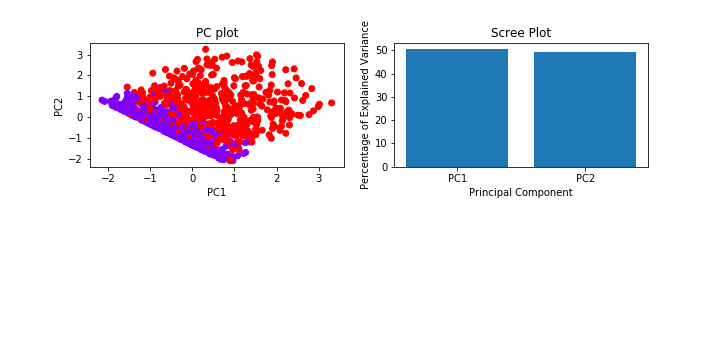 PC plot
3
2
1
0
−1
−2
PC2
−2
−1
0
1
2
3
PC1
Scree Plot
50
40
30
20
10
0
Percentage of Explained Variance
PC1
PC2
Principal Component